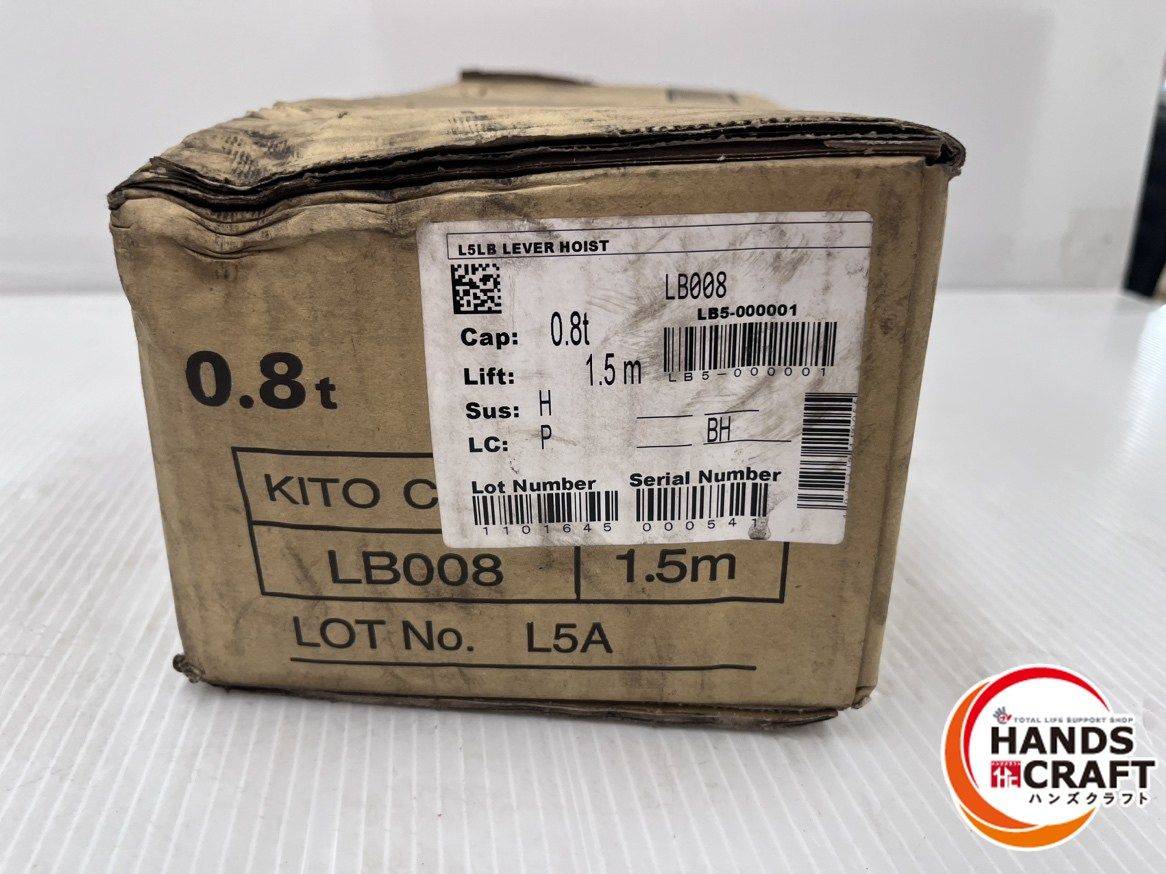 L5LB LEVER HOIST
LB008
LB5-000001
Cap: 0.8t
LB5-000001
Lift: 1.5 m
Sus: H
LC: P
BH
Lot Number
Serial Number
1101645
000541
0.8t
KITO C
LB008 1.5m
LOT No. L5A
TOTAL LIFE SUPPORT SHOP
HANDS
CRAFT
ハンズクラフト